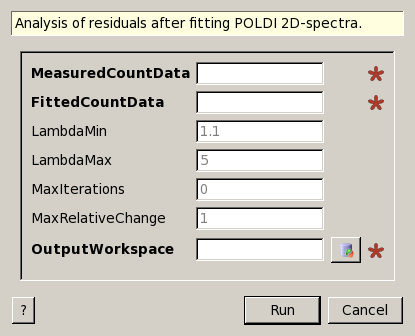 Analysis of residuals after fitting POLDI 2D-spectra.
MeasuredCountData
FittedCountData
LambdaMin 1.1
LambdaMax 5
MaxIterations 0
MaxRelativeChange 1
OutputWorkspace
? Run Cancel